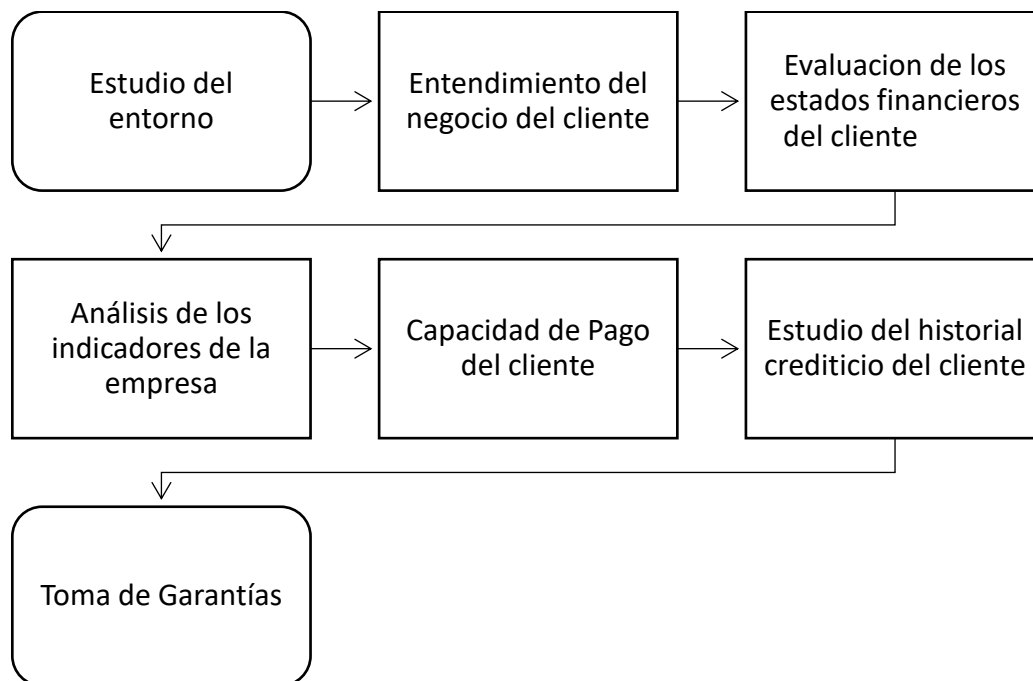 Estudio del
entorno
Entendimiento del
negocio del cliente
Evaluacion de los
estados financieros
del cliente
Análisis de los
indicadores de la
empresa
Capacidad de Pago
del cliente
Estudio del historial
crediticio del cliente
Toma de Garantías